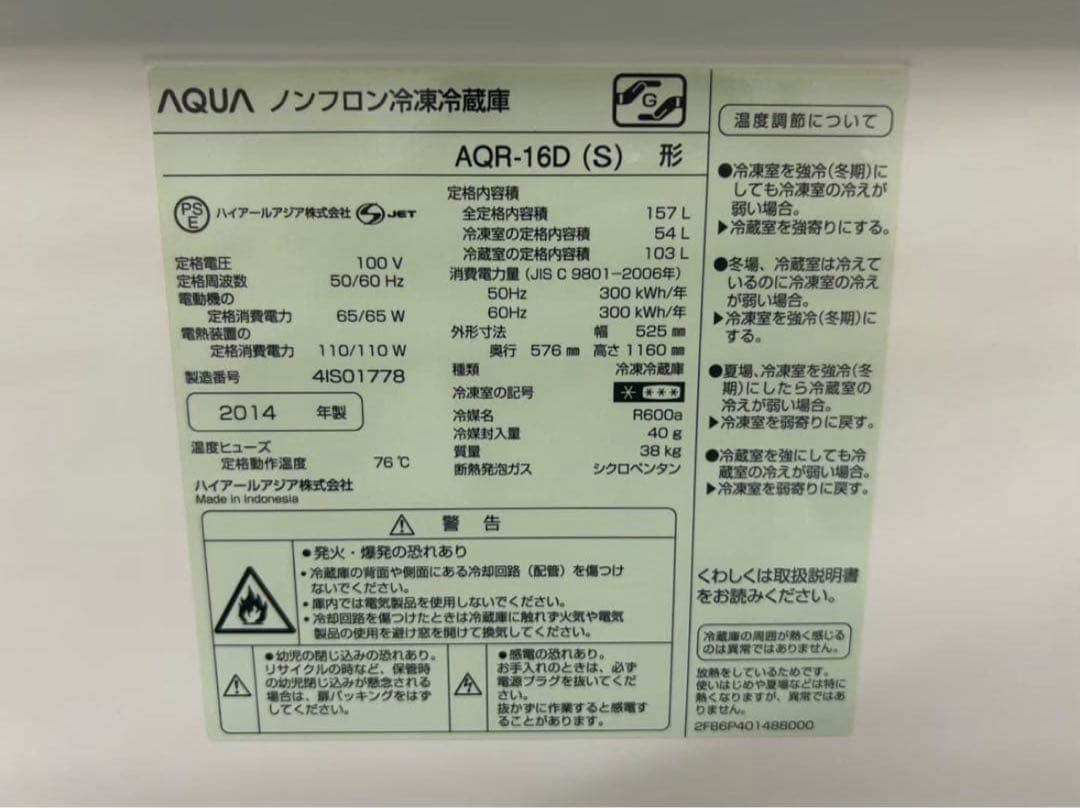 AQUA ノンフロン冷凍冷蔵庫
G
AQR-16D (S) 形
PS
E
ハイアールアジア株式会社 S JET
定格電圧 100 V
定格周波数 50/60 Hz
電動機の
定格消費電力 65/65 W
電熱装置の
定格消費電力 110/110 W
製造番号 4IS01778
2014 年製
温度ヒューズ
定格動作温度 76℃
ハイアールアジア株式会社
Made in Indonesia
定格内容積
全定格内容積 157 L
冷凍室の定格内容積 54 L
冷蔵室の定格内容積 103 L
消費電力量 (JIS C 9801-2006年)
50Hz 300 kWh/年
60Hz 300 kWh/年
外形寸法 幅 525 mm
奥行 576 mm 高さ 1160 mm
種類 冷凍冷蔵庫
冷凍室の記号 * ***
冷媒名 R600a
冷媒封入量 40 g
質量 38 kg
断熱発泡ガス シクロペンタン
⚠ 警 告
●発火・爆発の恐れあり
・冷蔵庫の背面や側面にある冷却回路（配管）を傷つけ
ないでください。
・庫内では電気製品を使用しないでください。
・冷却回路を傷つけたときは冷蔵庫に触れず火気や電気
製品の使用を避け窓を開けて換気してください。
●幼児の閉じ込みの恐れあり。
リサイクルの時など、保管時
の幼児閉じ込みが懸念される
場合は、扉パッキングをはず
してください。
●感電の恐れあり。
お手入れのときは、必ず
電源プラグを抜いてくだ
さい。
抜かずに作業すると感電す
ることがあります。
温度調節について
●冷凍室を強冷(冬期)に
しても冷凍室の冷えが
弱い場合。
▶冷蔵室を強寄りにする。
●冬場、冷蔵室は冷えて
いるのに冷凍室の冷え
が弱い場合。
▶冷凍室を強冷(冬期)に
する。
●夏場、冷凍室を強冷(冬
期)にしたら冷蔵室の
冷えが弱い場合。
▶冷凍室を弱寄りに戻す。
●冷蔵室を強にしても冷
蔵室の冷えが弱い場合。
▶冷凍室を弱寄りに戻す。
くわしくは取扱説明書
をお読みください。
冷蔵庫の周囲が熱く感じる
のは異常ではありません。
放熱をしているためです。
使いはじめや夏場などは特に
熱くなりますが、異常ではあ
りません。
2FB6P401488000